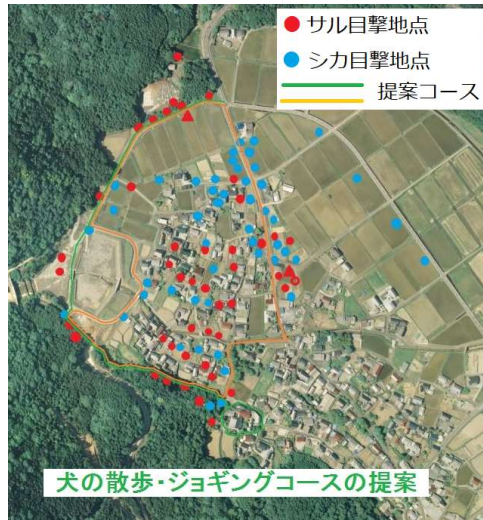 サル目撃地点
シカ目撃地点
提案コース
犬の散歩・ジョギングコースの提案